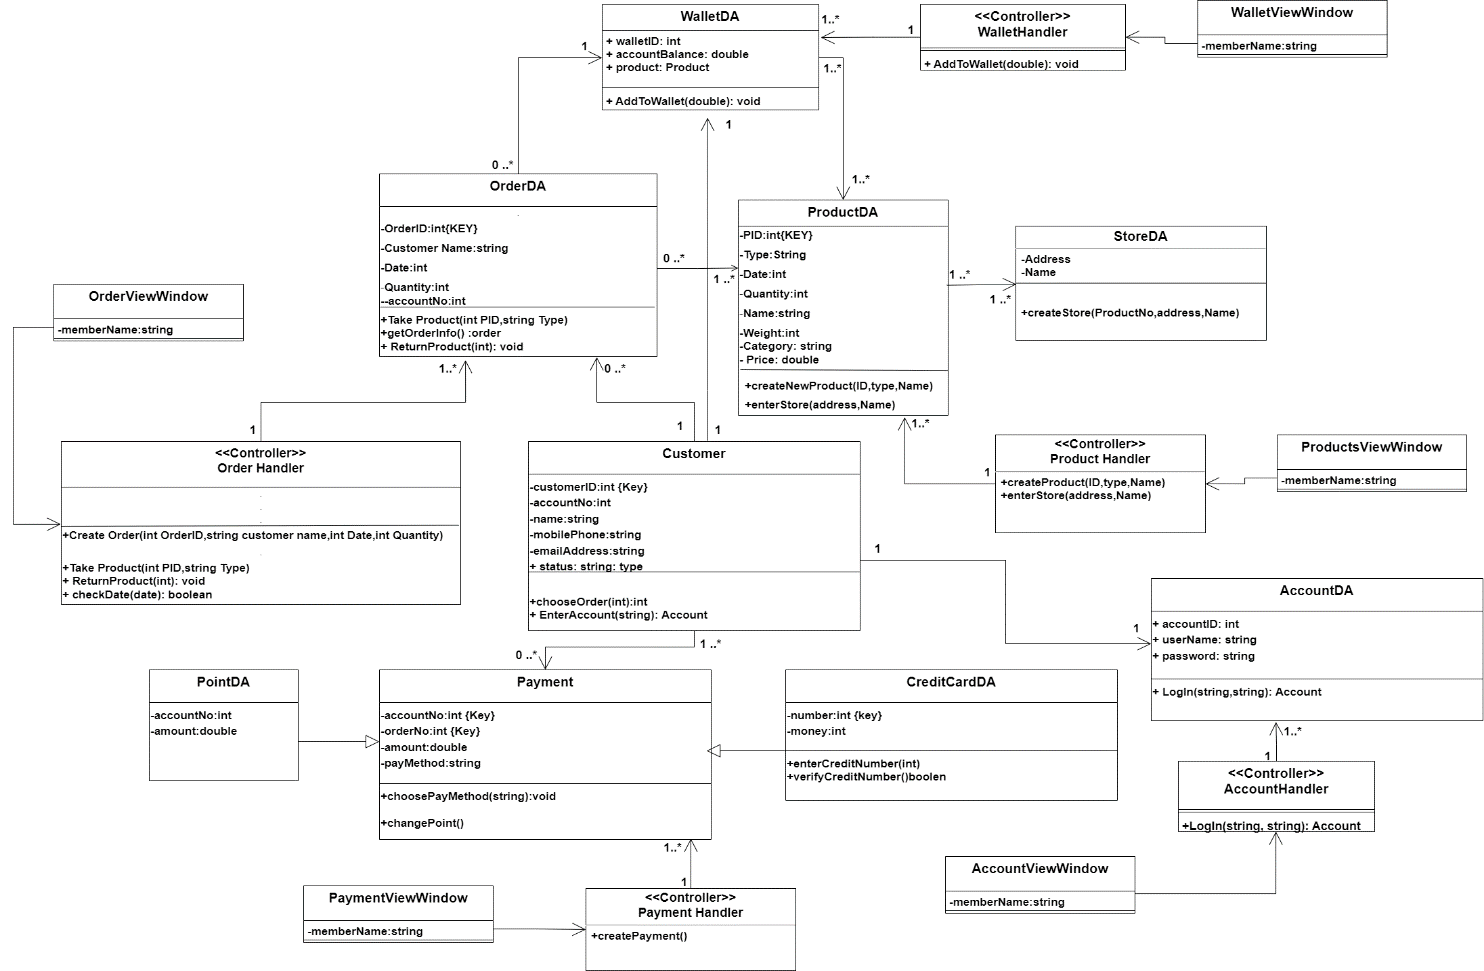 WalletDA
+ walletID: int
+ accountBalance: double
+ product: Product
+ AddToWallet(double): void
1..*
1
<<Controller>>
WalletHandler
+ AddToWallet(double): void
WalletViewWindow
-memberName:string
1
1..*
1
0 ..*
1..*
OrderDA
-OrderID:int{KEY}
-Customer Name:string
-Date:int
-Quantity:int
--accountNo:int
+Take Product(int PID,string Type)
+getOrderInfo() :order
+ ReturnProduct(int): void
0 ..*
1..*
ProductDA
-PID:int{KEY}
-Type:String
-Date:int
-Quantity:int
-Name:string
-Weight:int
-Category: string
- Price: double
+createNewProduct(ID,type,Name)
+enterStore(address,Name)
1..*
1..*
StoreDA
-Address
-Name
+createStore(ProductNo,address,Name)
OrderViewWindow
-memberName:string
1..*
0 ..*
1..*
1
1
1
1
<<Controller>>
Order Handler
+Create Order(int OrderID,string customer name,int Date,int Quantity)
+Take Product(int PID,string Type)
+ ReturnProduct(int): void
+ checkDate(date): boolean
Customer
-customerID:int {Key}
-accountNo:int
-name:string
-mobilePhone:string
-emailAddress:string
+ status: string: type
+chooseOrder(int):int
+ EnterAccount(string): Account
<<Controller>>
Product Handler
+createProduct(ID,type,Name)
+enterStore(address,Name)
ProductsViewWindow
-memberName:string
1
1
AccountDA
+ accountID: int
+ userName: string
+ password: string
+ LogIn(string,string): Account
1 ..*
0 ..*
PointDA
-accountNo:int
-amount:double
Payment
-accountNo:int {Key}
-orderNo:int {Key}
-amount:double
-payMethod:string
+choosePayMethod(string):void
+changePoint()
CreditCardDA
-number:int {key}
-money:int
+enterCreditNumber(int)
+verifyCreditNumber()boolen
1..*
1
<<Controller>>
AccountHandler
+LogIn(string, string): Account
AccountViewWindow
-memberName:string
1..*
1
PaymentViewWindow
-memberName:string
<<Controller>>
Payment Handler
+createPayment()